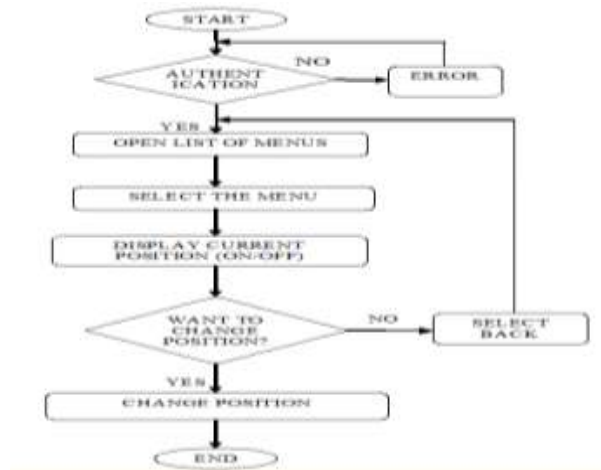 START
NO
AUTHENT
ICATION
ERROR
YES
OPEN LIST OF MENUS
SELECT THE MENU
DISPLAY CURRENT
POSITION (ON/OFF)
WANT TO
CHANGE
POSITION?
NO
SELECT
BACK
YES
CHANGE POSITION
END